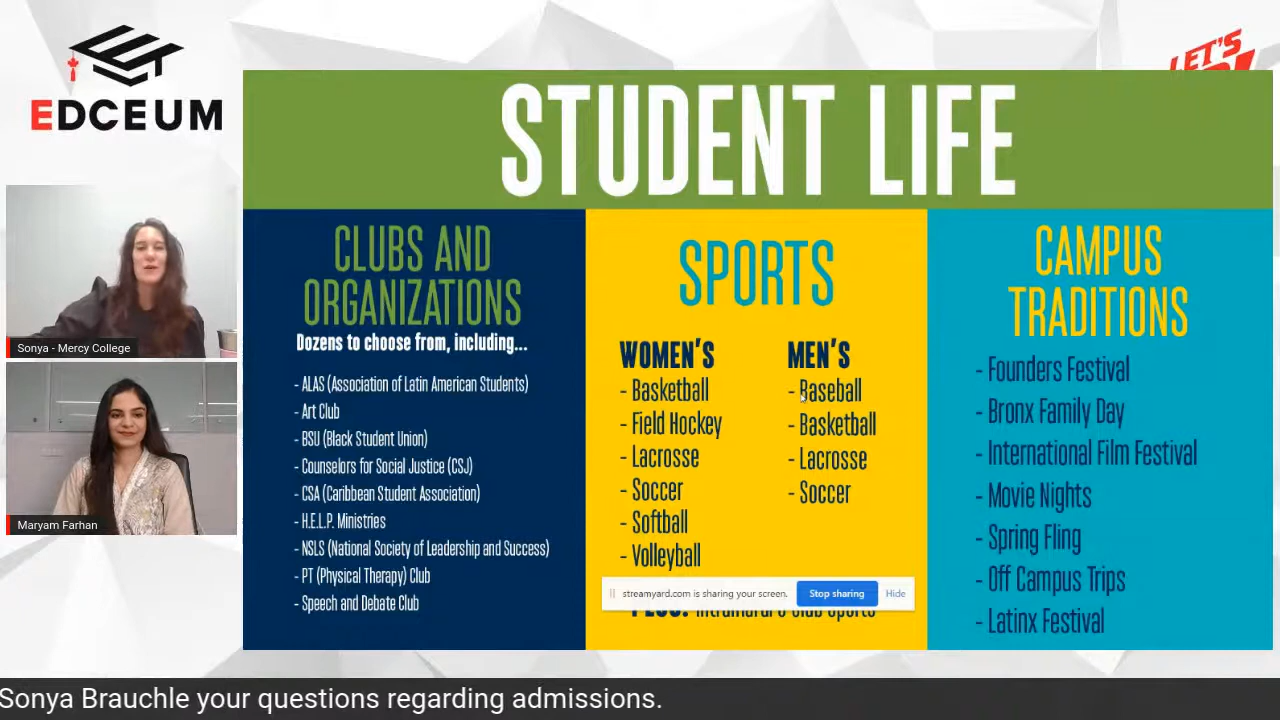 EDCEUM
LET'S
STUDENT LIFE
Sonya - Mercy College
Maryam Farhan
CLUBS AND
ORGANIZATIONS
Dozens to choose from, including...
- ALAS (Association of Latin American Students)
- Art Club
- BSU (Black Student Union)
- Counselors for Social Justice (CSJ)
- CSA (Caribbean Student Association)
- H.E.L.P. Ministries
- NSLS (National Society of Leadership and Success)
- PT (Physical Therapy) Club
- Speech and Debate Club
SPORTS
WOMEN'S
- Basketball
- Field Hockey
- Lacrosse
- Soccer
- Softball
- Volleyball
MEN'S
- Baseball
- Basketball
- Lacrosse
- Soccer
streamyard.com is sharing your screen.
Stop sharing
Hide
PLUS: Intramural & Club Sports
CAMPUS
TRADITIONS
- Founders Festival
- Bronx Family Day
- International Film Festival
- Movie Nights
- Spring Fling
- Off Campus Trips
- Latinx Festival
Sonya Brauchle your questions regarding admissions.